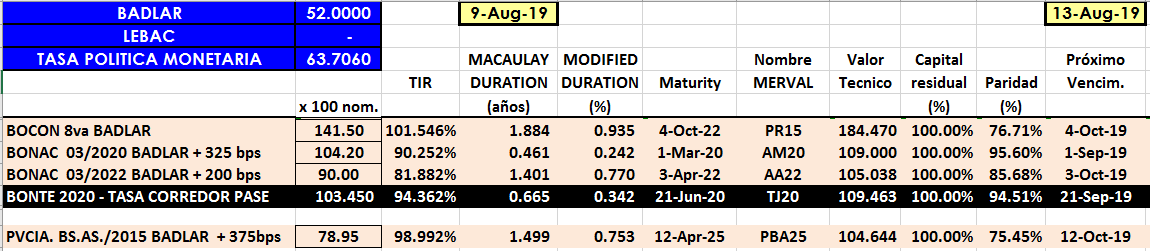 BADLAR 52.0000 9-Aug-19 13-Aug-19
LEBAC -
TASA POLITICA MONETARIA 63.7060 MACAULAY MODIFIED Nombre Valor Capital Próximo
TIR DURATION DURATION Maturity MERVAL Tecnico residual Paridad Vencim.
x 100 nom. (años) (%) (%) (%)
BOCON 8va BADLAR 141.50 101.546% 1.884 0.935 4-Oct-22 PR15 184.470 100.00% 76.71% 4-Oct-19
BONAC 03/2020 BADLAR + 325 bps 104.20 90.252% 0.461 0.242 1-Mar-20 AM20 109.000 100.00% 95.60% 1-Sep-19
BONAC 03/2022 BADLAR + 200 bps 90.00 81.882% 1.401 0.770 3-Apr-22 AA22 105.038 100.00% 85.68% 3-Oct-19
BONTE 2020 - TASA CORREDOR PASE 103.450 94.362% 0.665 0.342 21-Jun-20 TJ20 109.463 100.00% 94.51% 21-Sep-19
PVCIA. BS.AS./2015 BADLAR + 375bps 78.95 98.992% 1.499 0.753 12-Apr-25 PBA25 104.644 100.00% 75.45% 12-Oct-19